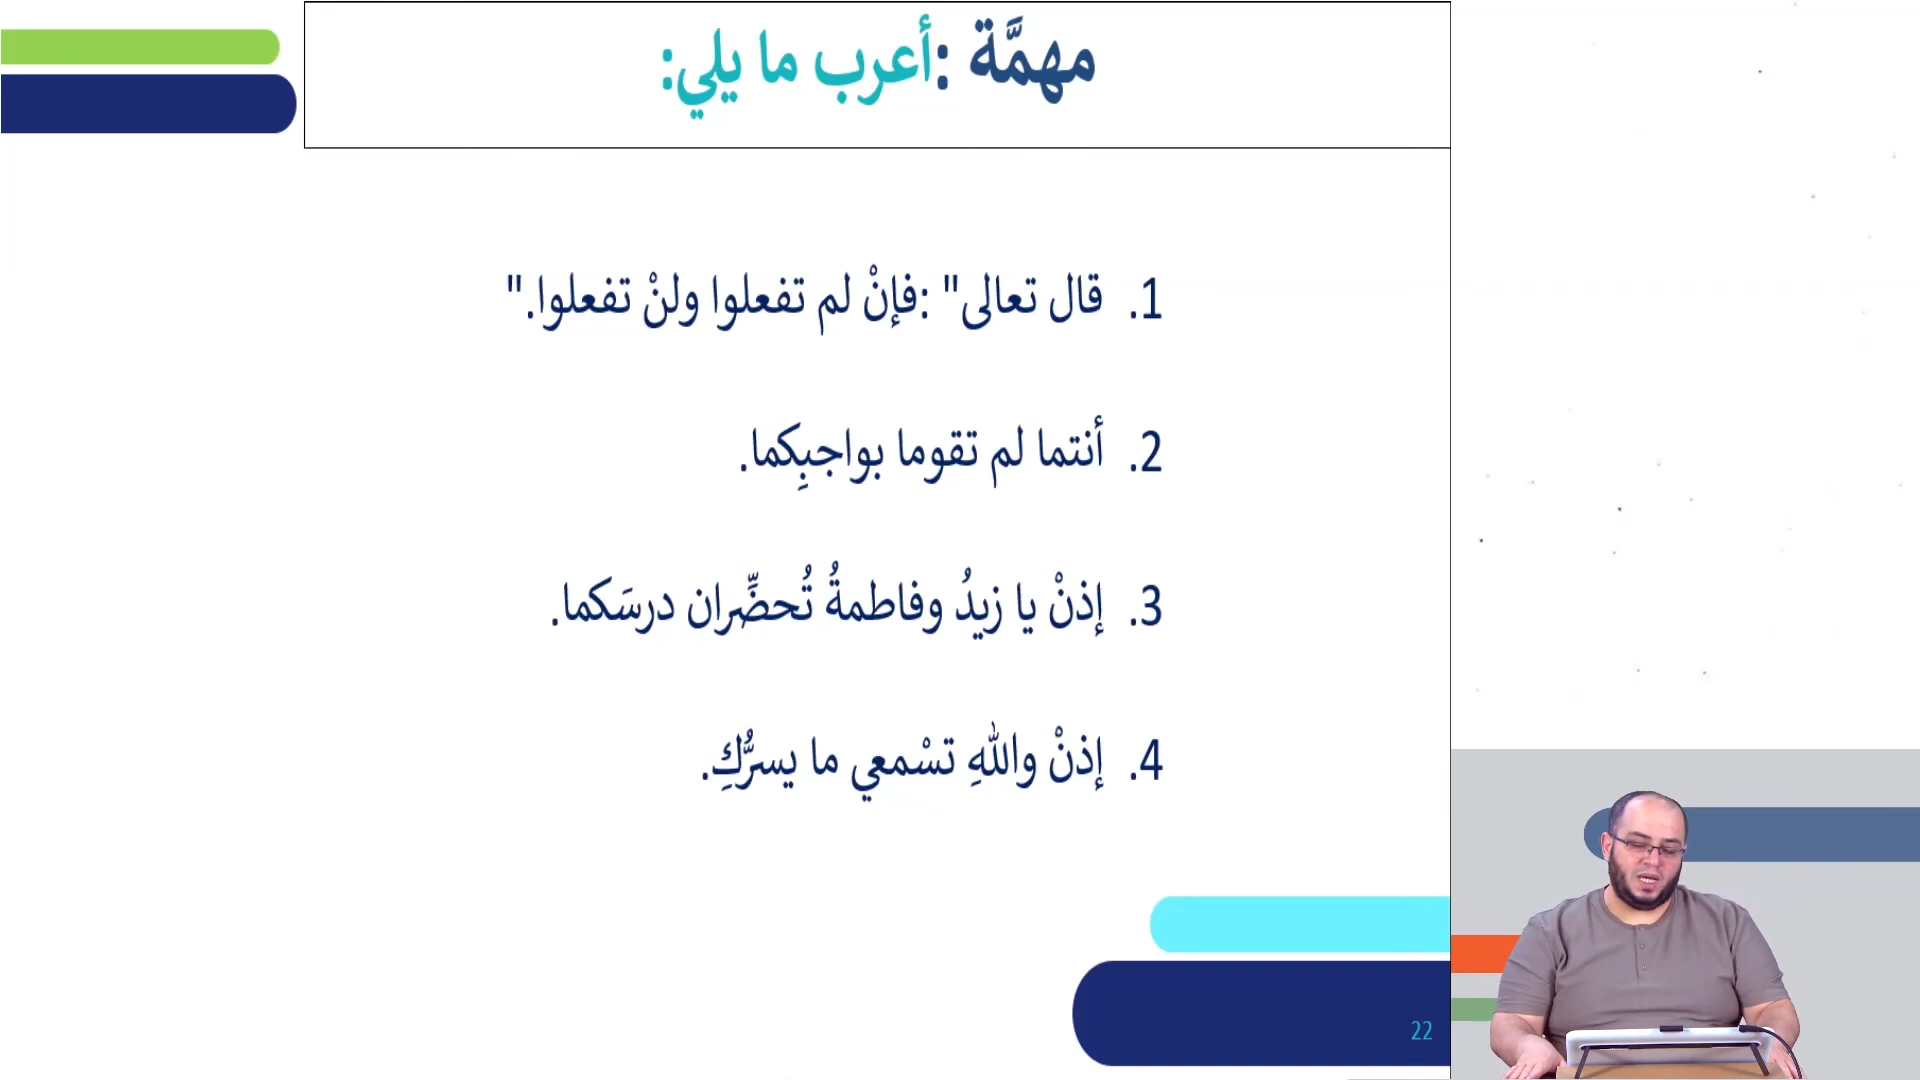 مهمَّة :أعرب ما يلي:
1. قال تعالى" :فإنْ لم تفعلوا ولنْ تفعلوا."
2. أنتما لم تقوما بواجبِكما.
3. إذنْ يا زيدُ وفاطمةُ تُحضِّران درسَكما.
4. إذنْ واللهِ تسْمعي ما يسرُّكِ.
22